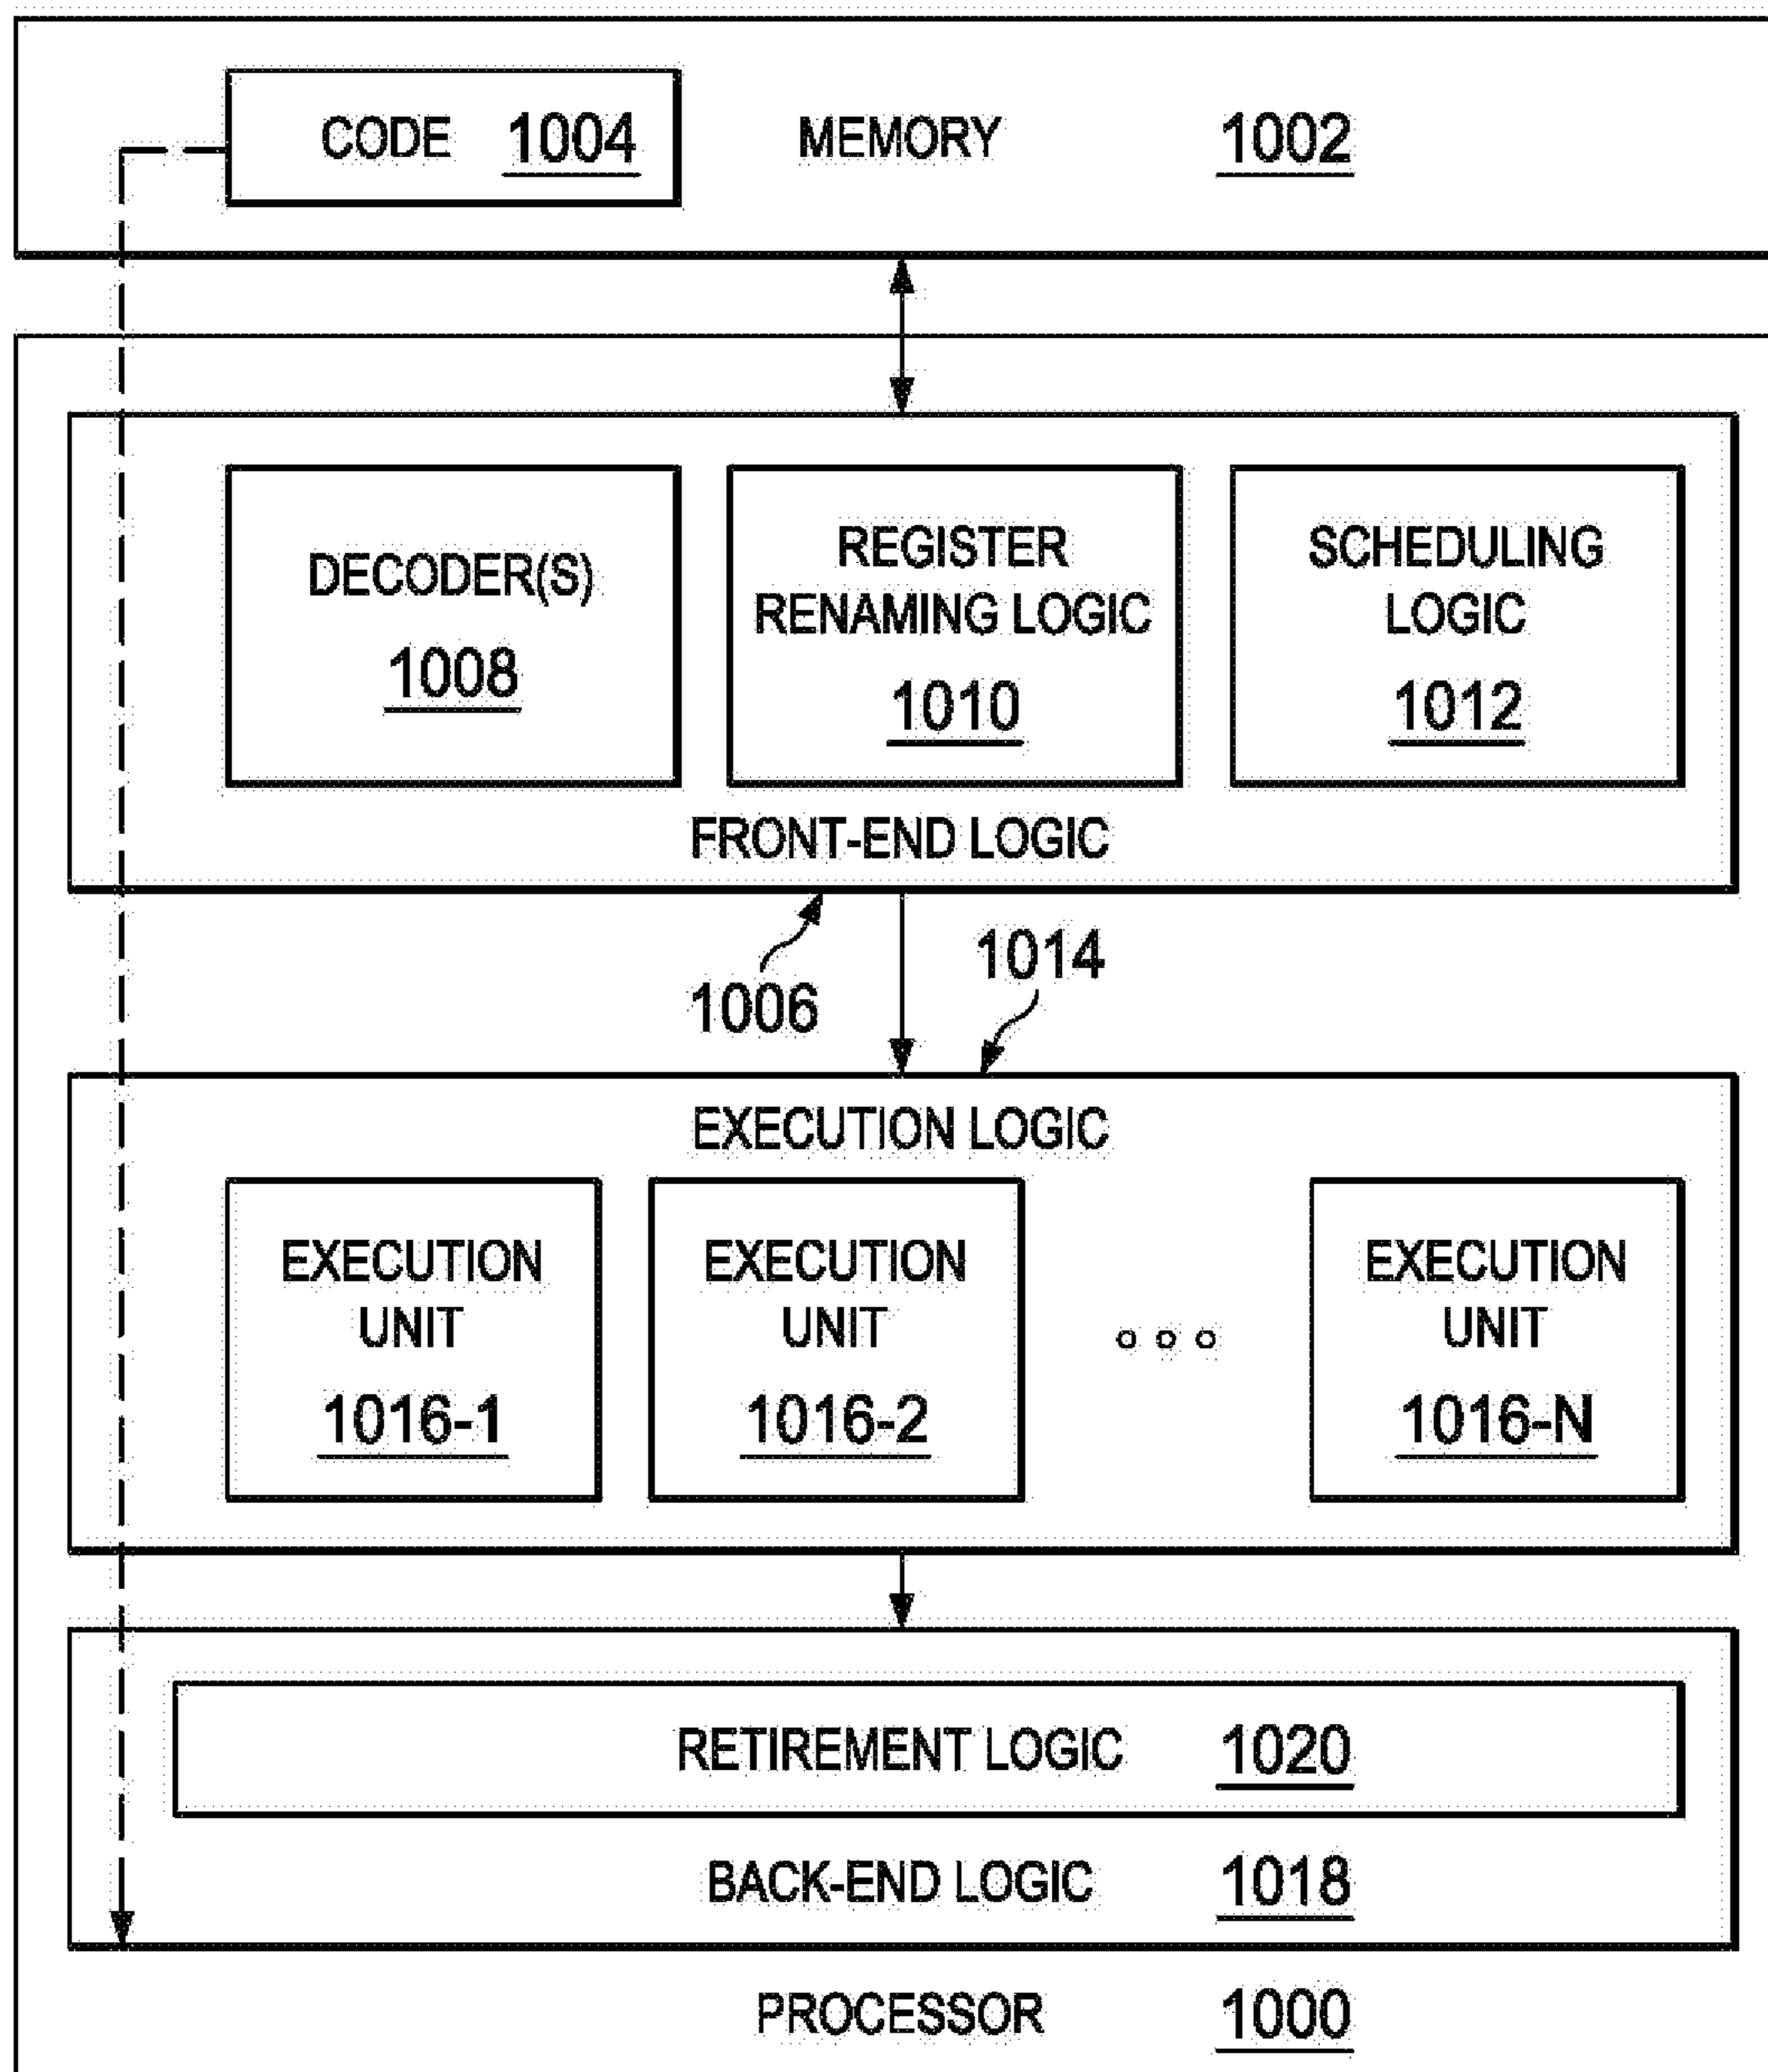 CODE 1004 MEMORY 1002
DECODER(S)
1008
REGISTER
RENAMING LOGIC
1010
SCHEDULING
LOGIC
1012
FRONT-END LOGIC
1006
1014
EXECUTION LOGIC
EXECUTION
UNIT
1016-1
EXECUTION
UNIT
1016-2
EXECUTION
UNIT
1016-N
RETIREMENT LOGIC 1020
BACK-END LOGIC 1018
PROCESSOR 1000